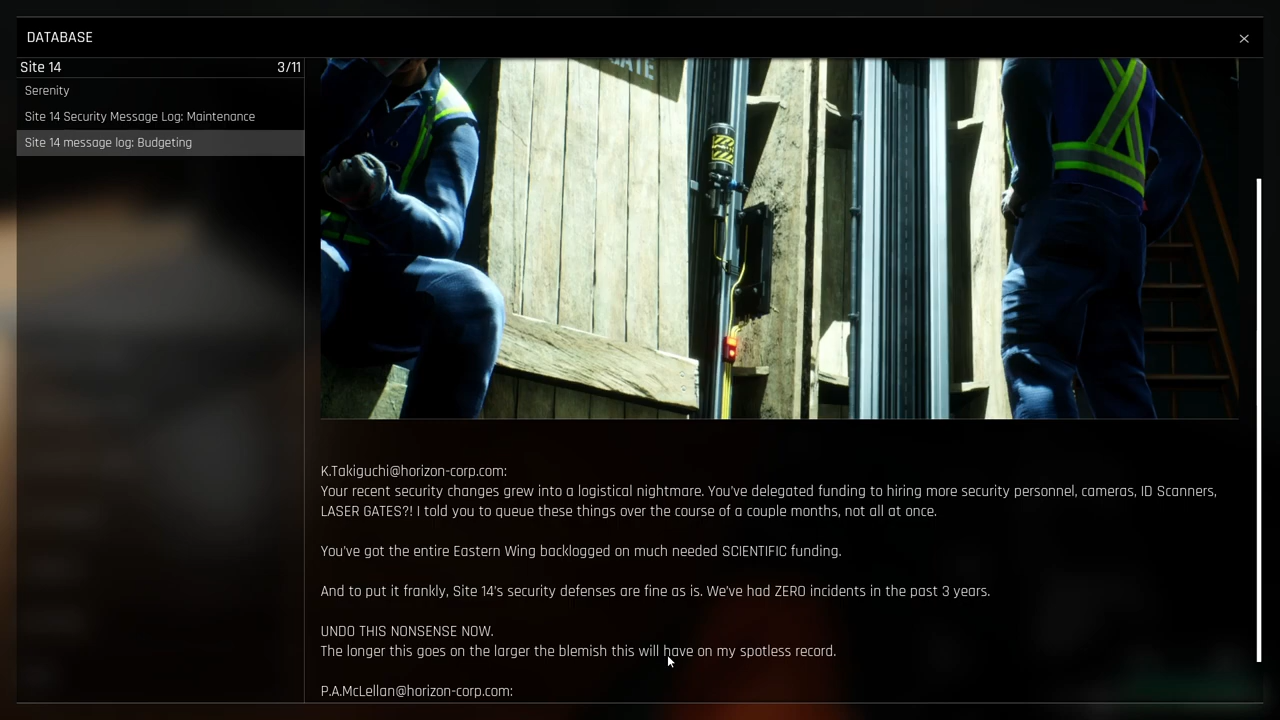 DATABASE
Site 14 3/11
Serenity
Site 14 Security Message Log: Maintenance
Site 14 message log: Budgeting
GATE
K.Takiguchi@horizon-corp.com:
Your recent security changes grew into a logistical nightmare. You've delegated funding to hiring more security personnel, cameras, ID Scanners,
LASER GATES?! I told you to queue these things over the course of a couple months, not all at once.
You've got the entire Eastern Wing backlogged on much needed SCIENTIFIC funding.
And to put it frankly, Site 14's security defenses are fine as is. We've had ZERO incidents in the past 3 years.
UNDO THIS NONSENSE NOW.
The longer this goes on the larger the blemish this will have on my spotless record.
P.A.McLellan@horizon-corp.com: